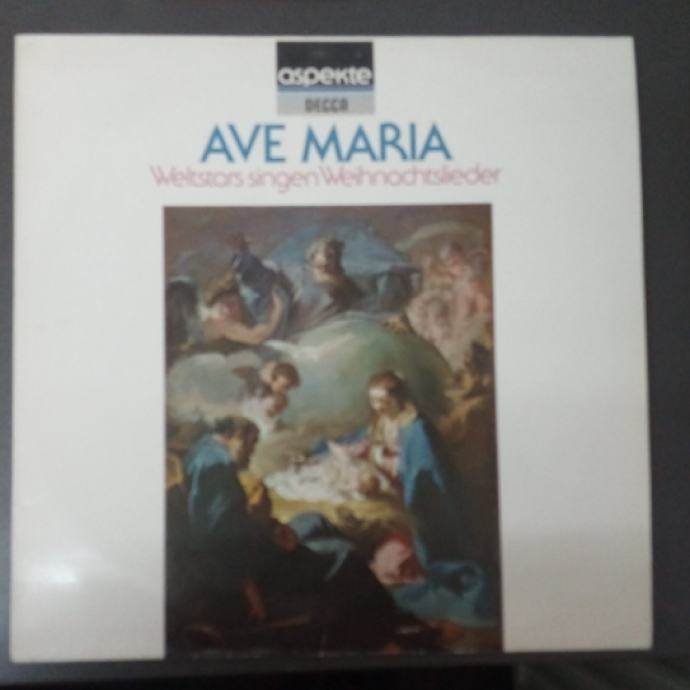 aspekte
DECCA
AVE MARIA
Weltstars singen Weihnachtslieder